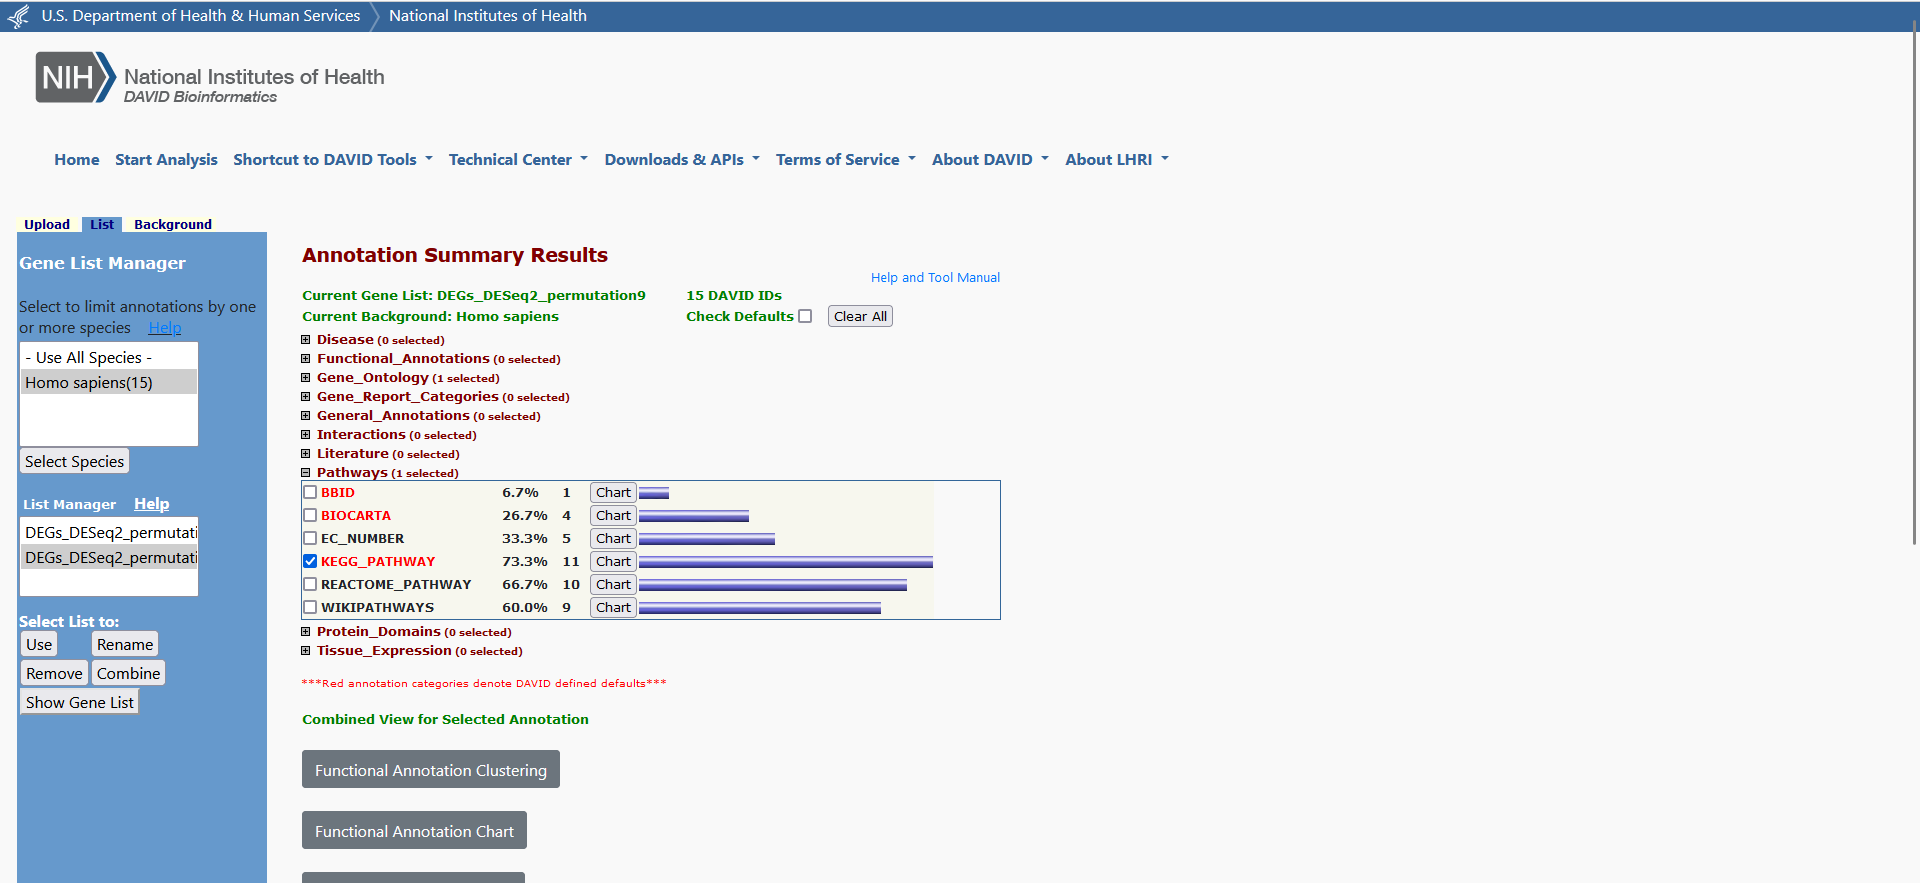 U.S. Department of Health & Human Services National Institutes of Health
NIH National Institutes of Health
DAVID Bioinformatics
Home Start Analysis Shortcut to DAVID Tools Technical Center Downloads & APIs Terms of Service About DAVID About LHRI
Upload List Background
Gene List Manager
Select to limit annotations by one
or more species Help
- Use All Species -
Homo sapiens(15)
Select Species
List Manager Help
DEGs_DESeq2_permutati
DEGs_DESeq2_permutati
Select List to:
Use Rename
Remove Combine
Show Gene List
Annotation Summary Results
Help and Tool Manual
Current Gene List: DEGs_DESeq2_permutation9 15 DAVID IDs
Current Background: Homo sapiens Check Defaults Clear All
Disease (0 selected)
Functional_Annotations (0 selected)
Gene_Ontology (1 selected)
Gene_Report_Categories (0 selected)
General_Annotations (0 selected)
Interactions (0 selected)
Literature (0 selected)
Pathways (1 selected)
BBID 6.7% 1 Chart
BIOCARTA 26.7% 4 Chart
EC_NUMBER 33.3% 5 Chart
KEGG_PATHWAY 73.3% 11 Chart
REACTOME_PATHWAY 66.7% 10 Chart
WIKIPATHWAYS 60.0% 9 Chart
Protein_Domains (0 selected)
Tissue_Expression (0 selected)
***Red annotation categories denote DAVID defined defaults***
Combined View for Selected Annotation
Functional Annotation Clustering
Functional Annotation Chart